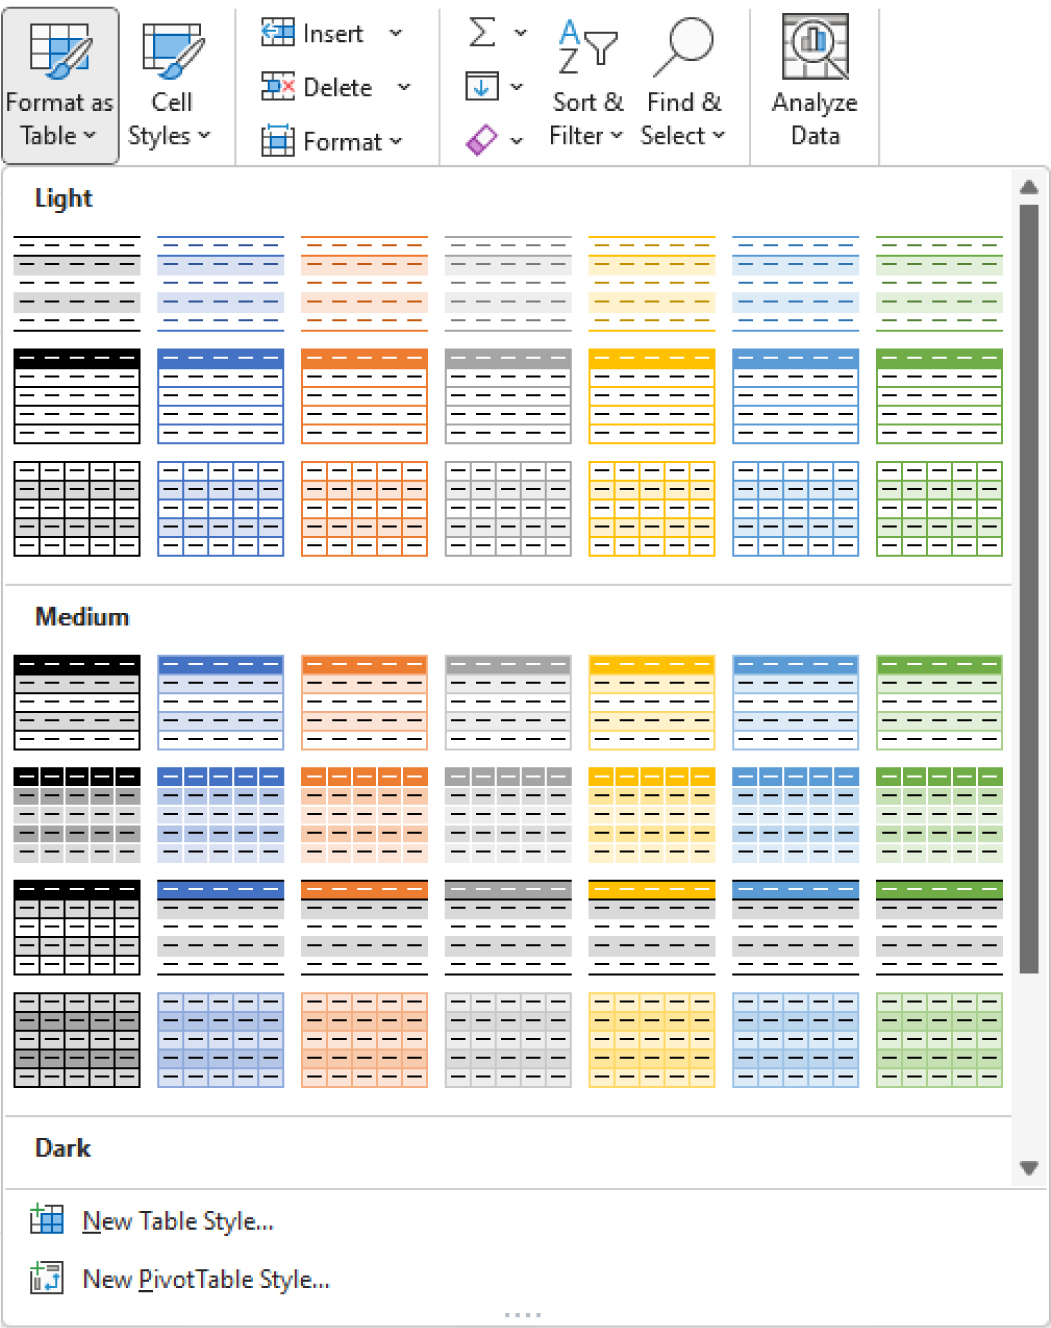 Format as
Table
Cell
Styles
Insert
Delete
Format
Σ
A
Z
Sort &
Filter
Find &
Select
Analyze
Data
Light
Medium
Dark
New Table Style...
New PivotTable Style...